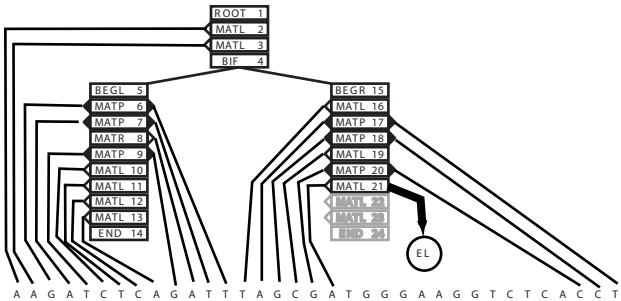 ROOT 1
MATL 2
MATL 3
BIF 4
BEGL 5
MATP 6
MATP 7
MATR 8
MATP 9
MATL 10
MATL 11
MATL 12
MATL 13
END 14
BEGR 15
MATL 16
MATP 17
MATP 18
MATL 19
MATP 20
MATL 21
MATL 22
MATL 23
END 24
EL
A A G A T C T C A G A T T T A G C G A T G G G A A G G T C T C A C C T